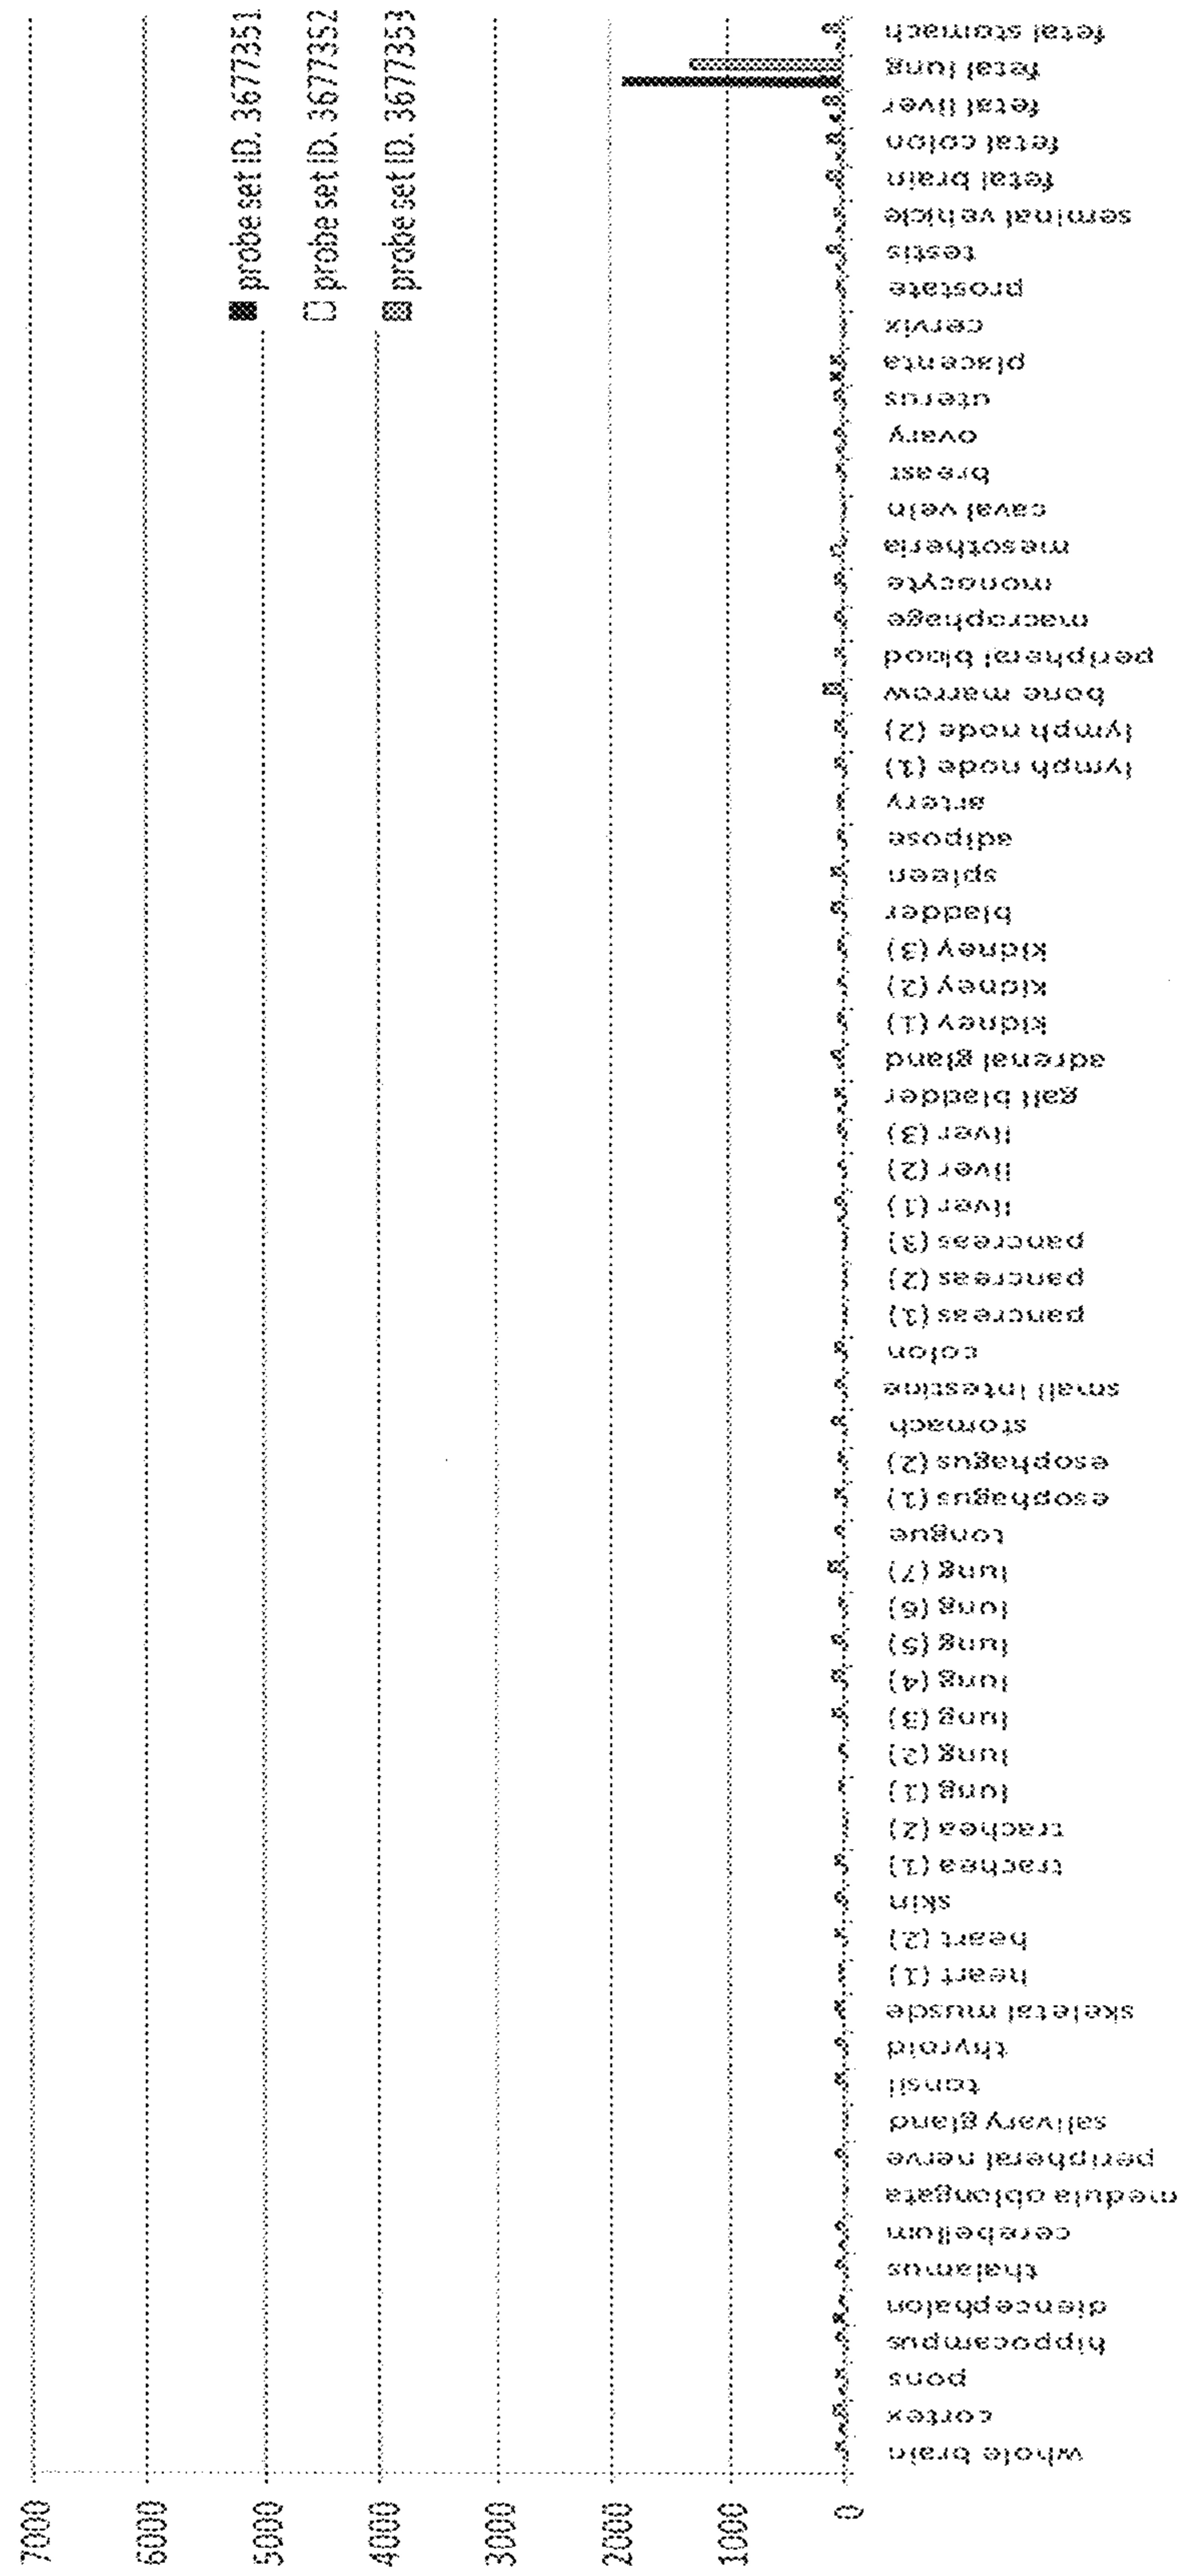 7000
6000
5000
4000
3000
2000
1000
0
probe set ID. 3677351
probe set ID. 3677352
probe set ID. 3677353
whole brain
cortex
pons
hippocampus
diencephalon
thalamus
cerebellum
medula oblongata
peripheral nerve
salivary gland
tonsil
thyroid
skeletal muscle
heart (1)
heart (2)
skin
trachea (1)
trachea (2)
lung (1)
lung (2)
lung (3)
lung (4)
lung (5)
lung (6)
lung (7)
tongue
esophagus (1)
esophagus (2)
stomach
small intestine
colon
pancreas (1)
pancreas (2)
pancreas (3)
liver (1)
liver (2)
liver (3)
gall bladder
adrenal gland
kidney (1)
kidney (2)
kidney (3)
bladder
spleen
adipose
artery
lymph node (1)
lymph node (2)
bone marrow
peripheral blood
macrophage
monocyte
mesotheria
caval vein
breast
ovary
uterus
placenta
cervix
prostate
testis
seminal vehicle
fetal brain
fetal colon
fetal liver
fetal lung
fetal stomach